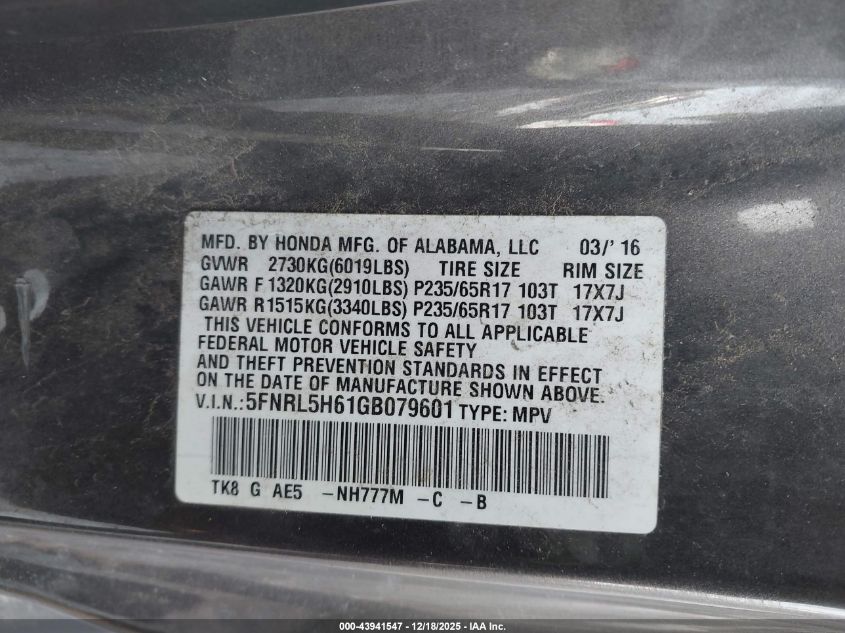 MFD. BY HONDA MFG. OF ALABAMA, LLC 03/' 16
GVWR 2730KG(6019LBS) TIRE SIZE RIM SIZE
GAWR F 1320KG(2910LBS) P235/65R17 103T 17X7J
GAWR R1515KG(3340LBS) P235/65R17 103T 17X7J
THIS VEHICLE CONFORMS TO ALL APPLICABLE
FEDERAL MOTOR VEHICLE SAFETY
AND THEFT PREVENTION STANDARDS IN EFFECT
ON THE DATE OF MANUFACTURE SHOWN ABOVE.
V.I.N.:5FNRL5H61GB079601 TYPE: MPV
TK8 G AE5 -NH777M -C -B
000-43941547 - 12/18/2025 - IAA Inc.